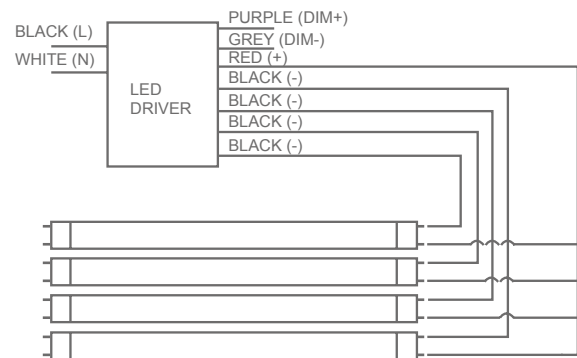 PURPLE (DIM+)
BLACK (L)
GREY (DIM-)
WHITE (N)
RED (+)
BLACK (-)
LED
DRIVER
BLACK (-)
BLACK (-)
BLACK (-)